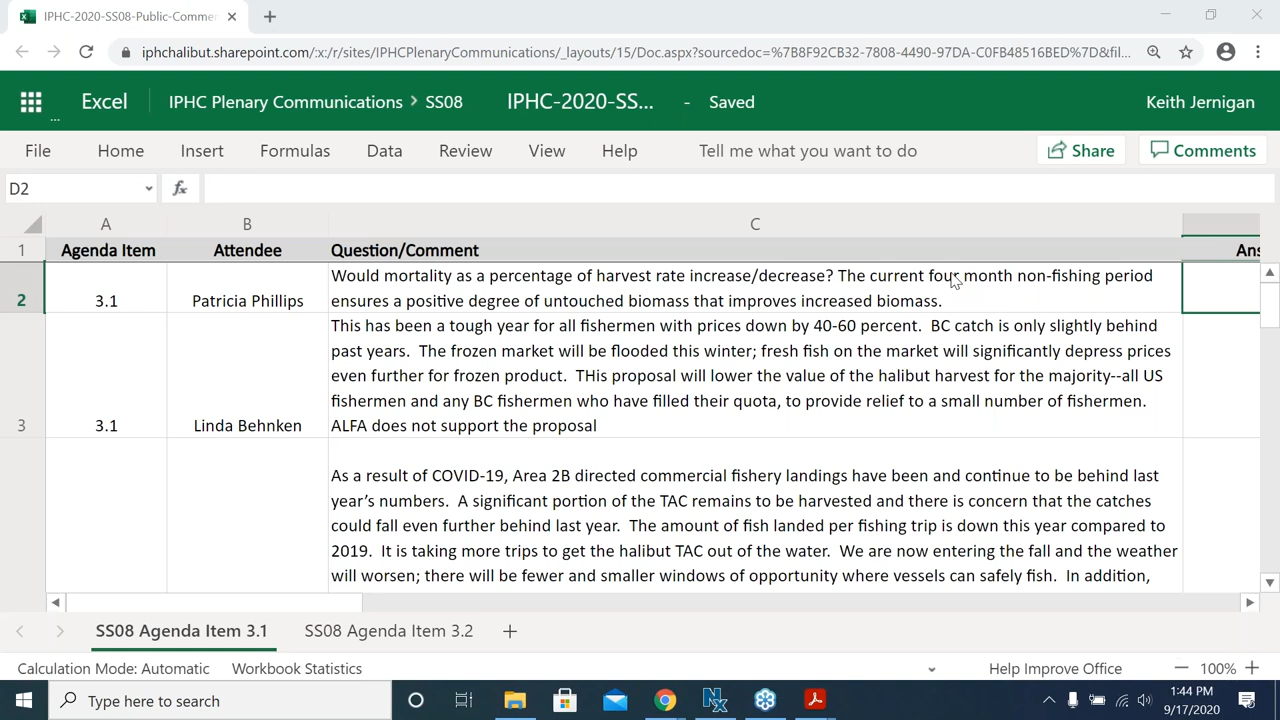 IPHC-2020-SS08-Public-Commen
iphchalibut.sharepoint.com/:x:/r/sites/IPHCPlenaryCommunications/_layouts/15/Doc.aspx?sourcedoc=%7B8F92CB32-7808-4490-97DA-C0FB48516BED%7D&fil...
Excel IPHC Plenary Communications > SS08 IPHC-2020-SS... - Saved Keith Jernigan
...
File Home Insert Formulas Data Review View Help Tell me what you want to do Share Comments
D2 fx
A B C
1 Agenda Item Attendee Question/Comment Ans
Would mortality as a percentage of harvest rate increase/decrease? The current four month non-fishing period
2 3.1 Patricia Phillips ensures a positive degree of untouched biomass that improves increased biomass.
This has been a tough year for all fishermen with prices down by 40-60 percent. BC catch is only slightly behind
past years. The frozen market will be flooded this winter; fresh fish on the market will significantly depress prices
even further for frozen product. THis proposal will lower the value of the halibut harvest for the majority--all US
fishermen and any BC fishermen who have filled their quota, to provide relief to a small number of fishermen.
3 3.1 Linda Behnken ALFA does not support the proposal
As a result of COVID-19, Area 2B directed commercial fishery landings have been and continue to be behind last
year's numbers. A significant portion of the TAC remains to be harvested and there is concern that the catches
could fall even further behind last year. The amount of fish landed per fishing trip is down this year compared to
2019. It is taking more trips to get the halibut TAC out of the water. We are now entering the fall and the weather
will worsen; there will be fewer and smaller windows of opportunity where vessels can safely fish. In addition,
SS08 Agenda Item 3.1 SS08 Agenda Item 3.2
Calculation Mode: Automatic Workbook Statistics Help Improve Office 100%
Type here to search 1:44 PM
9/17/2020